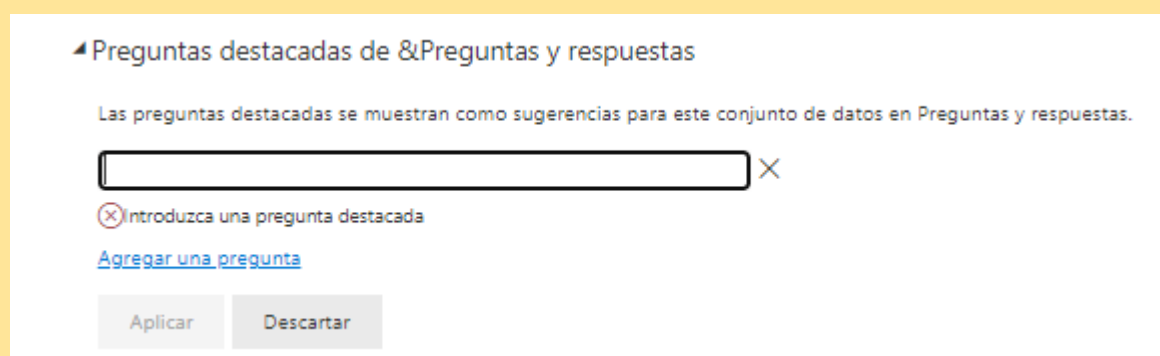 Preguntas destacadas de &Preguntas y respuestas
Las preguntas destacadas se muestran como sugerencias para este conjunto de datos en Preguntas y respuestas.
Introduzca una pregunta destacada
Agregar una pregunta
Aplicar Descartar